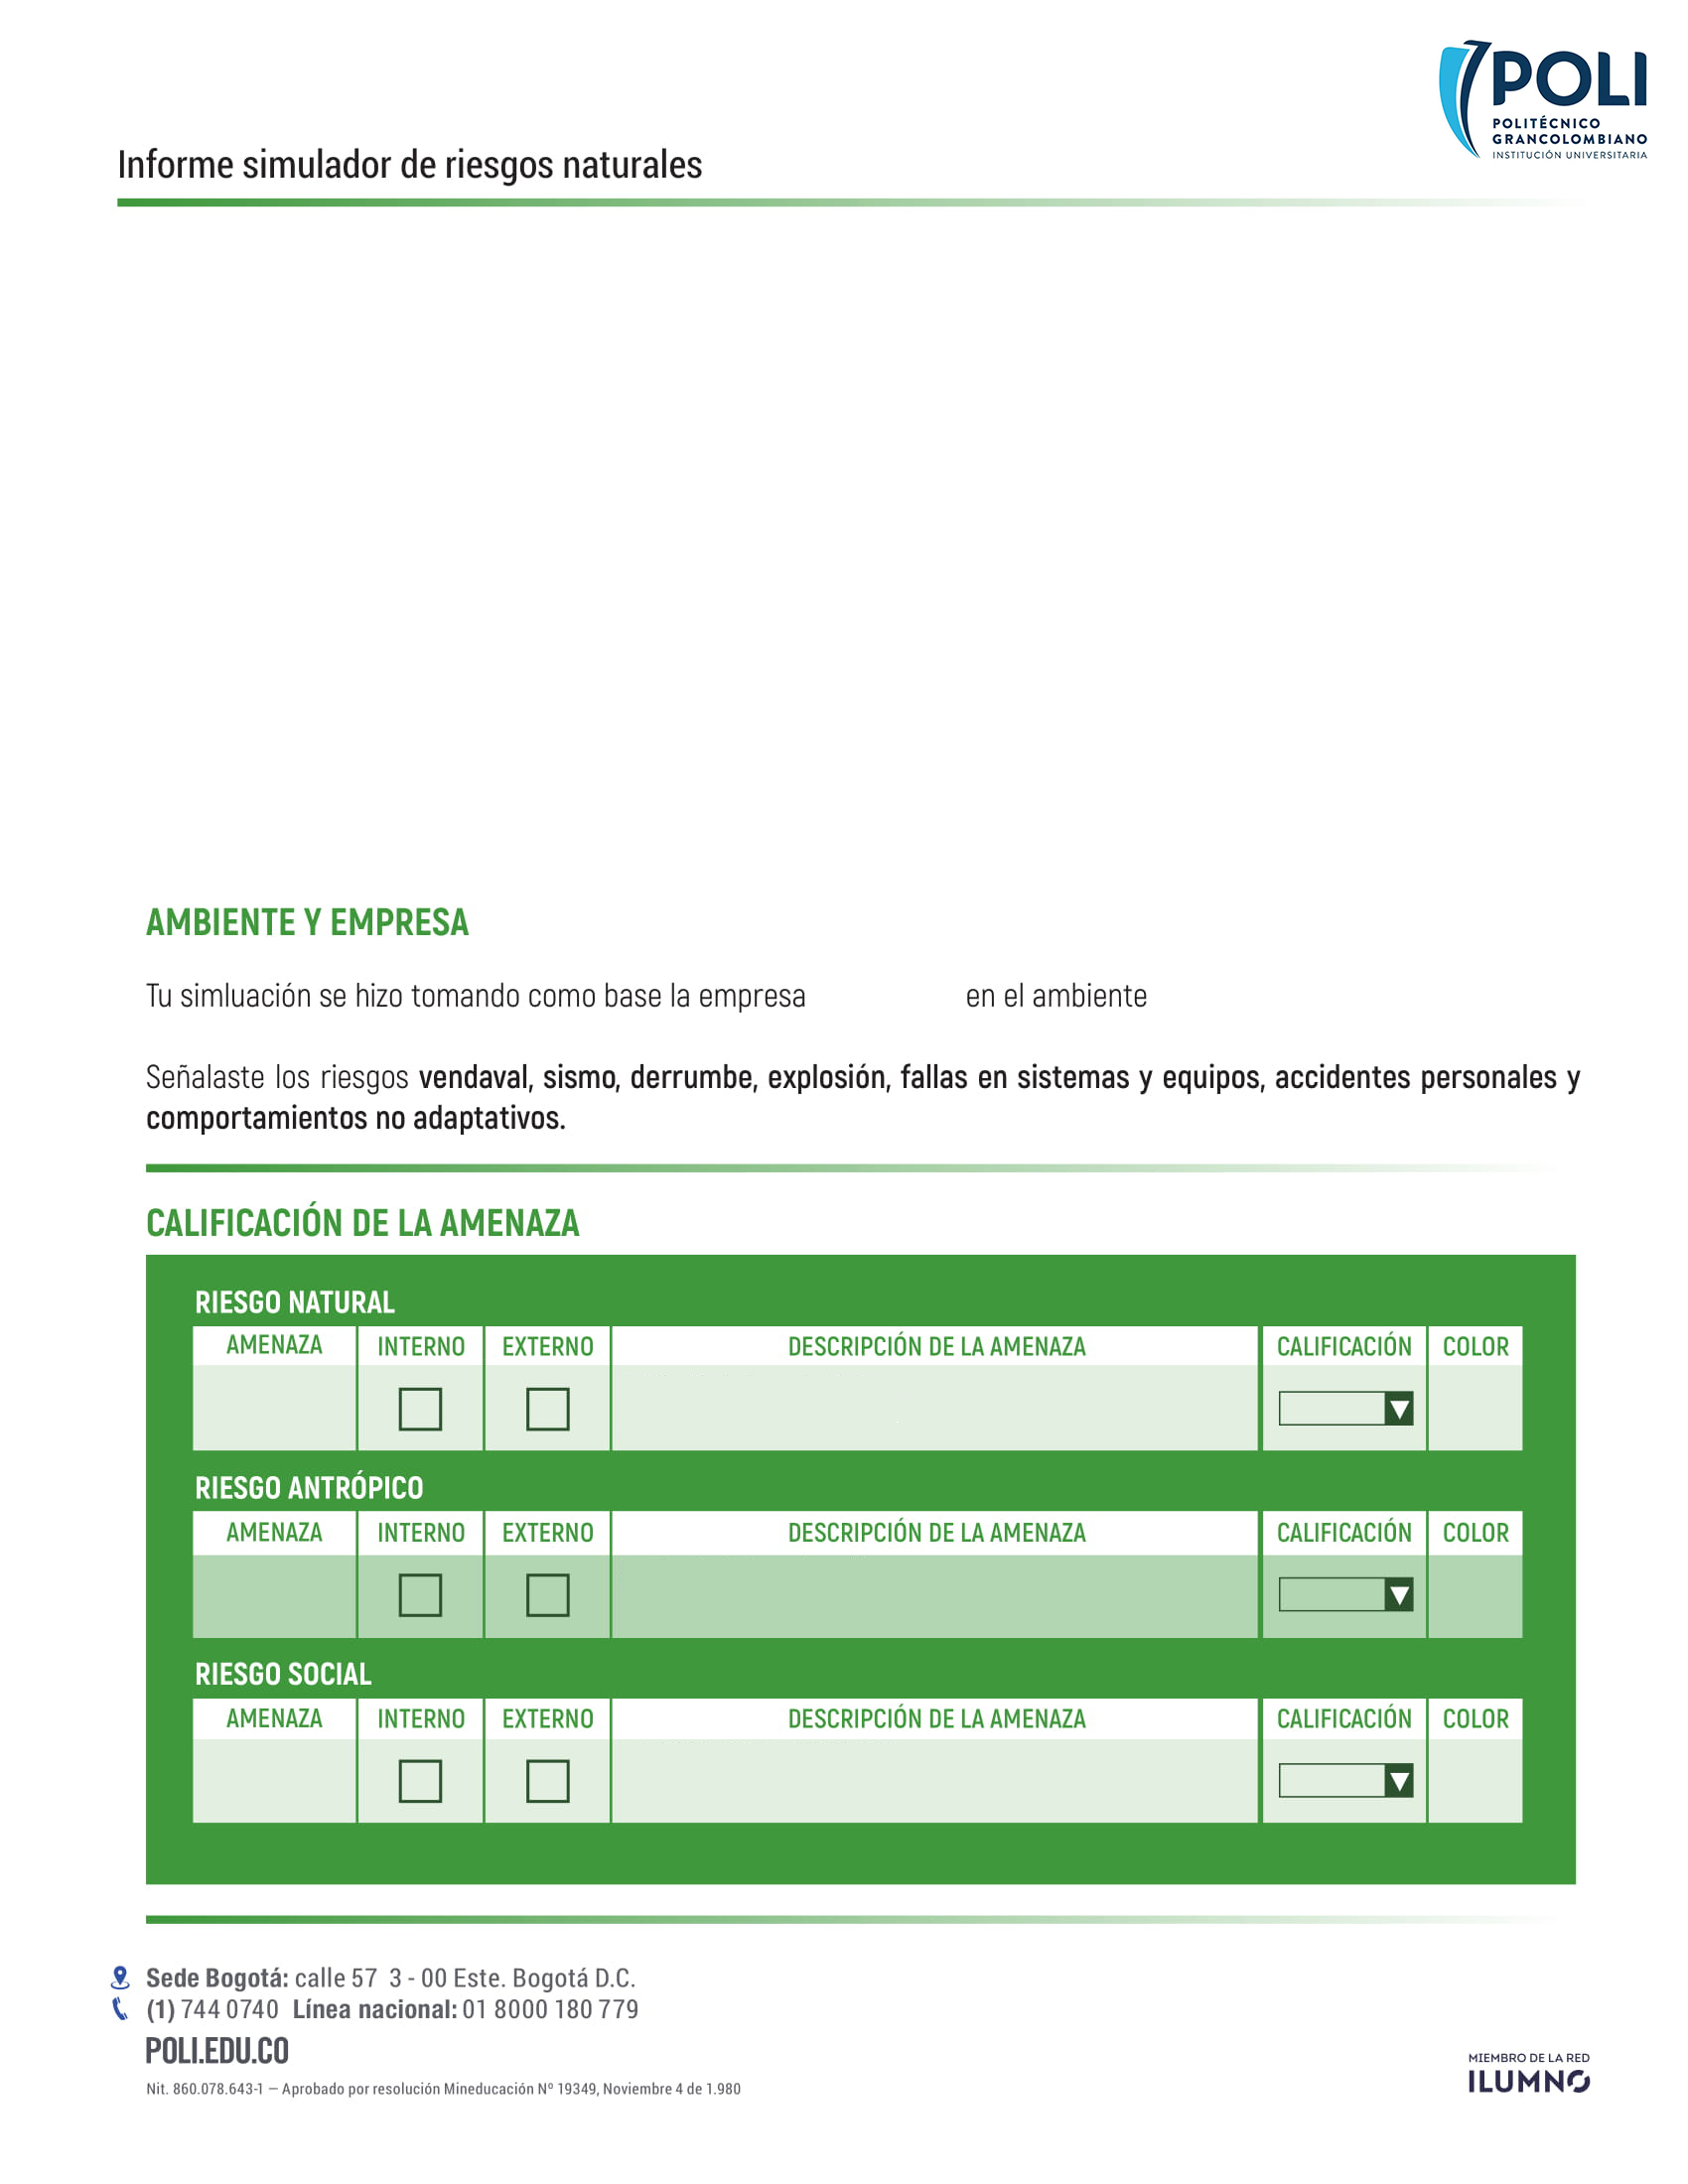 POLI
POLITÉCNICO
GRANCOLOMBIANO
INSTITUCIÓN UNIVERSITARIA
Informe simulador de riesgos naturales
AMBIENTE Y EMPRESA
Tu simluación se hizo tomando como base la empresa en el ambiente
Señalaste los riesgos vendaval, sismo, derrumbe, explosión, fallas en sistemas y equipos, accidentes personales y
comportamientos no adaptativos.
CALIFICACIÓN DE LA AMENAZA
RIESGO NATURAL
AMENAZA INTERNO EXTERNO DESCRIPCIÓN DE LA AMENAZA CALIFICACIÓN COLOR
RIESGO ANTRÓPICO
AMENAZA INTERNO EXTERNO DESCRIPCIÓN DE LA AMENAZA CALIFICACIÓN COLOR
RIESGO SOCIAL
AMENAZA INTERNO EXTERNO DESCRIPCIÓN DE LA AMENAZA CALIFICACIÓN COLOR
Sede Bogotá: calle 57 3 - 00 Este. Bogotá D.C.
(1) 744 0740 Línea nacional: 01 8000 180 779
POLI.EDU.CO
Nit. 860.078.643-1 — Aprobado por resolución Mineducación Nº 19349, Noviembre 4 de 1.980
MIEMBRO DE LA RED
ILUMNO